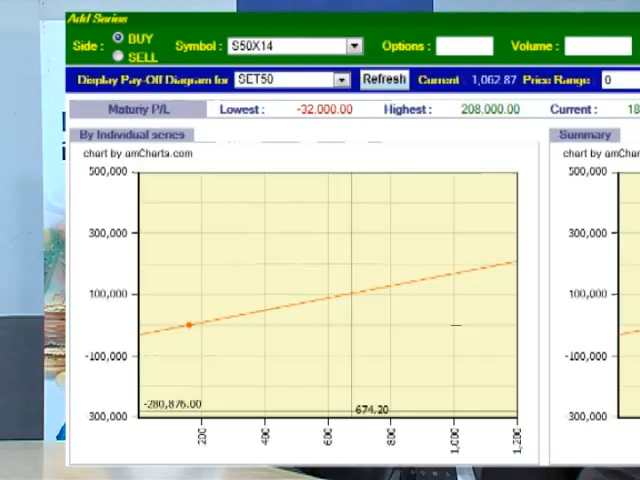 Add Series
Side : BUY SELL Symbol : S50X14 Options : Volume :
Display Pay-Off Diagram for SET50 Refresh Current : 1,062.87 Price Range : 0
Maturiy P/L Lowest : -32,000.00 Highest : 208,000.00 Current : 18
By Individual series Summary
chart by amCharts.com chart by amChar
500,000 500,000
300,000 300,000
100,000 100,000
-100,000 -100,000
-280,876.00 674.20
300,000 300,000
200 400 600 800 1,000 1,200